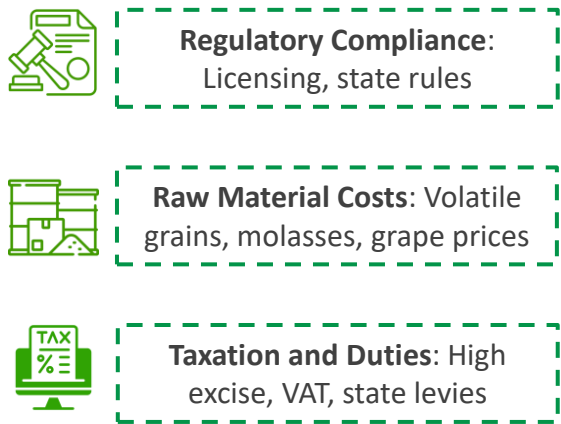 Regulatory Compliance:
Licensing, state rules
Raw Material Costs: Volatile
grains, molasses, grape prices
TAX
%
Taxation and Duties: High
excise, VAT, state levies